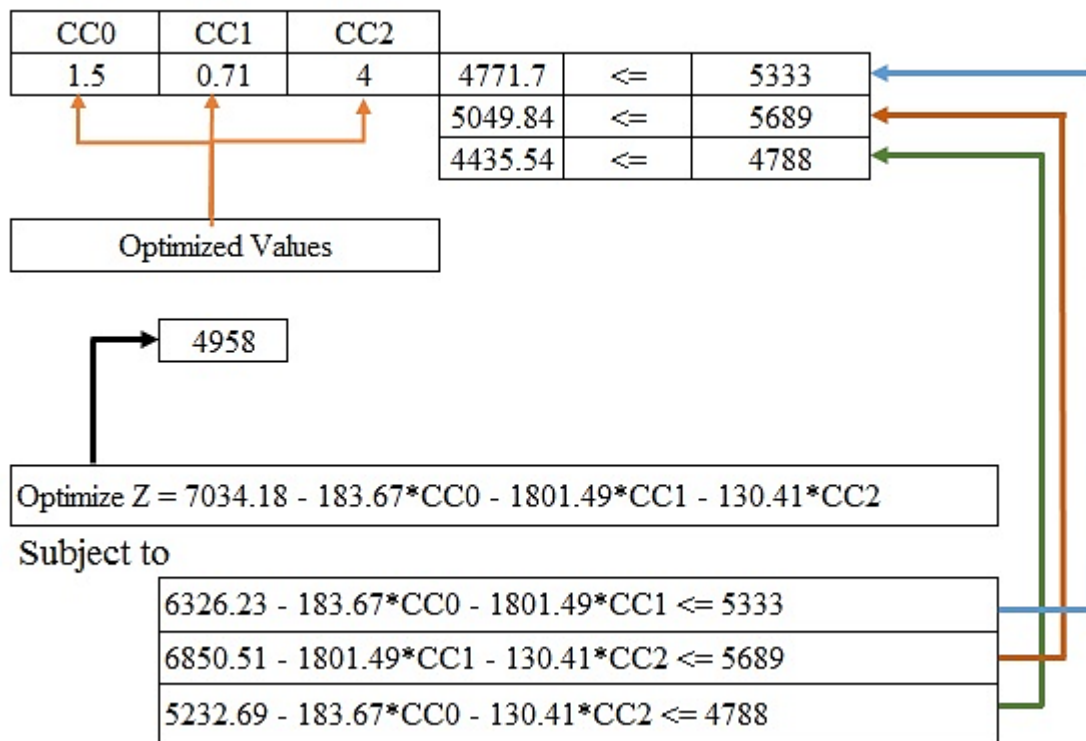 CC0 CC1 CC2
1.5 0.71 4 4771.7 <= 5333
5049.84 <= 5689
4435.54 <= 4788
Optimized Values
4958
Optimize Z = 7034.18 - 183.67*CC0 - 1801.49*CC1 - 130.41*CC2
Subject to
6326.23 - 183.67*CC0 - 1801.49*CC1 <= 5333
6850.51 - 1801.49*CC1 - 130.41*CC2 <= 5689
5232.69 - 183.67*CC0 - 130.41*CC2 <= 4788